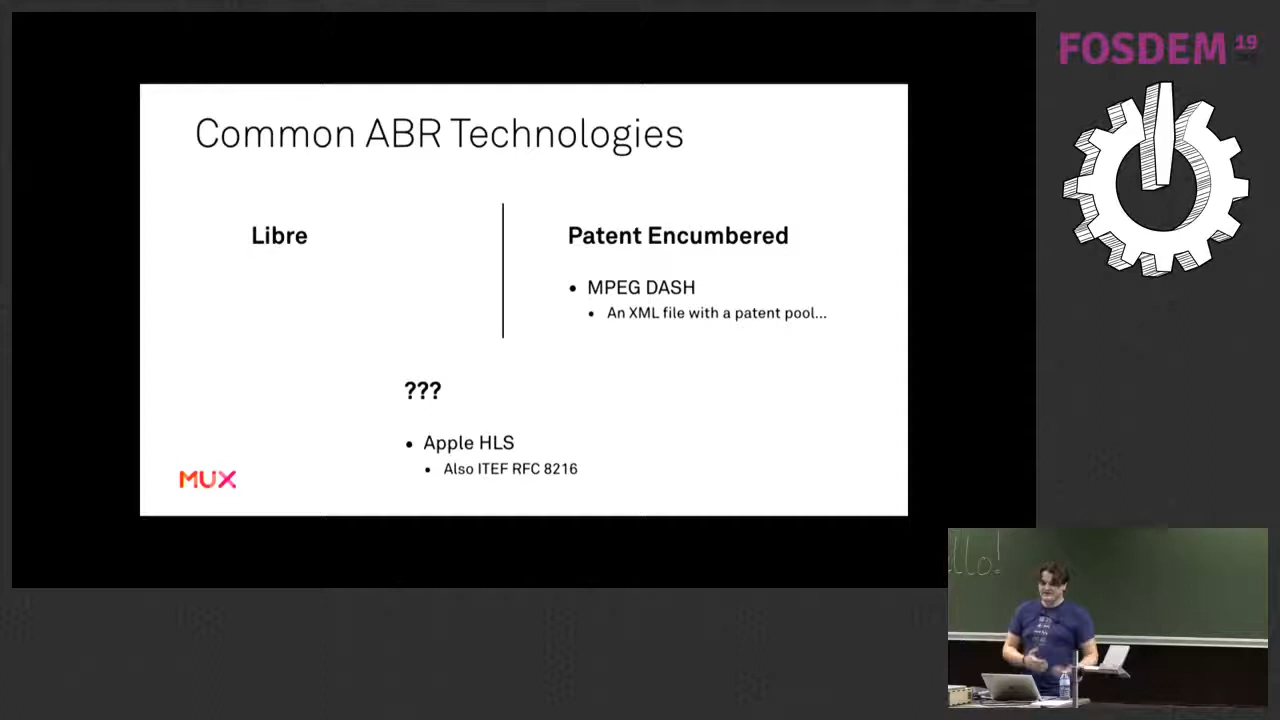 FOSDEM 19
Common ABR Technologies
Libre
Patent Encumbered
• MPEG DASH
• An XML file with a patent pool...
???
• Apple HLS
• Also ITEF RFC 8216
MUX
llo!